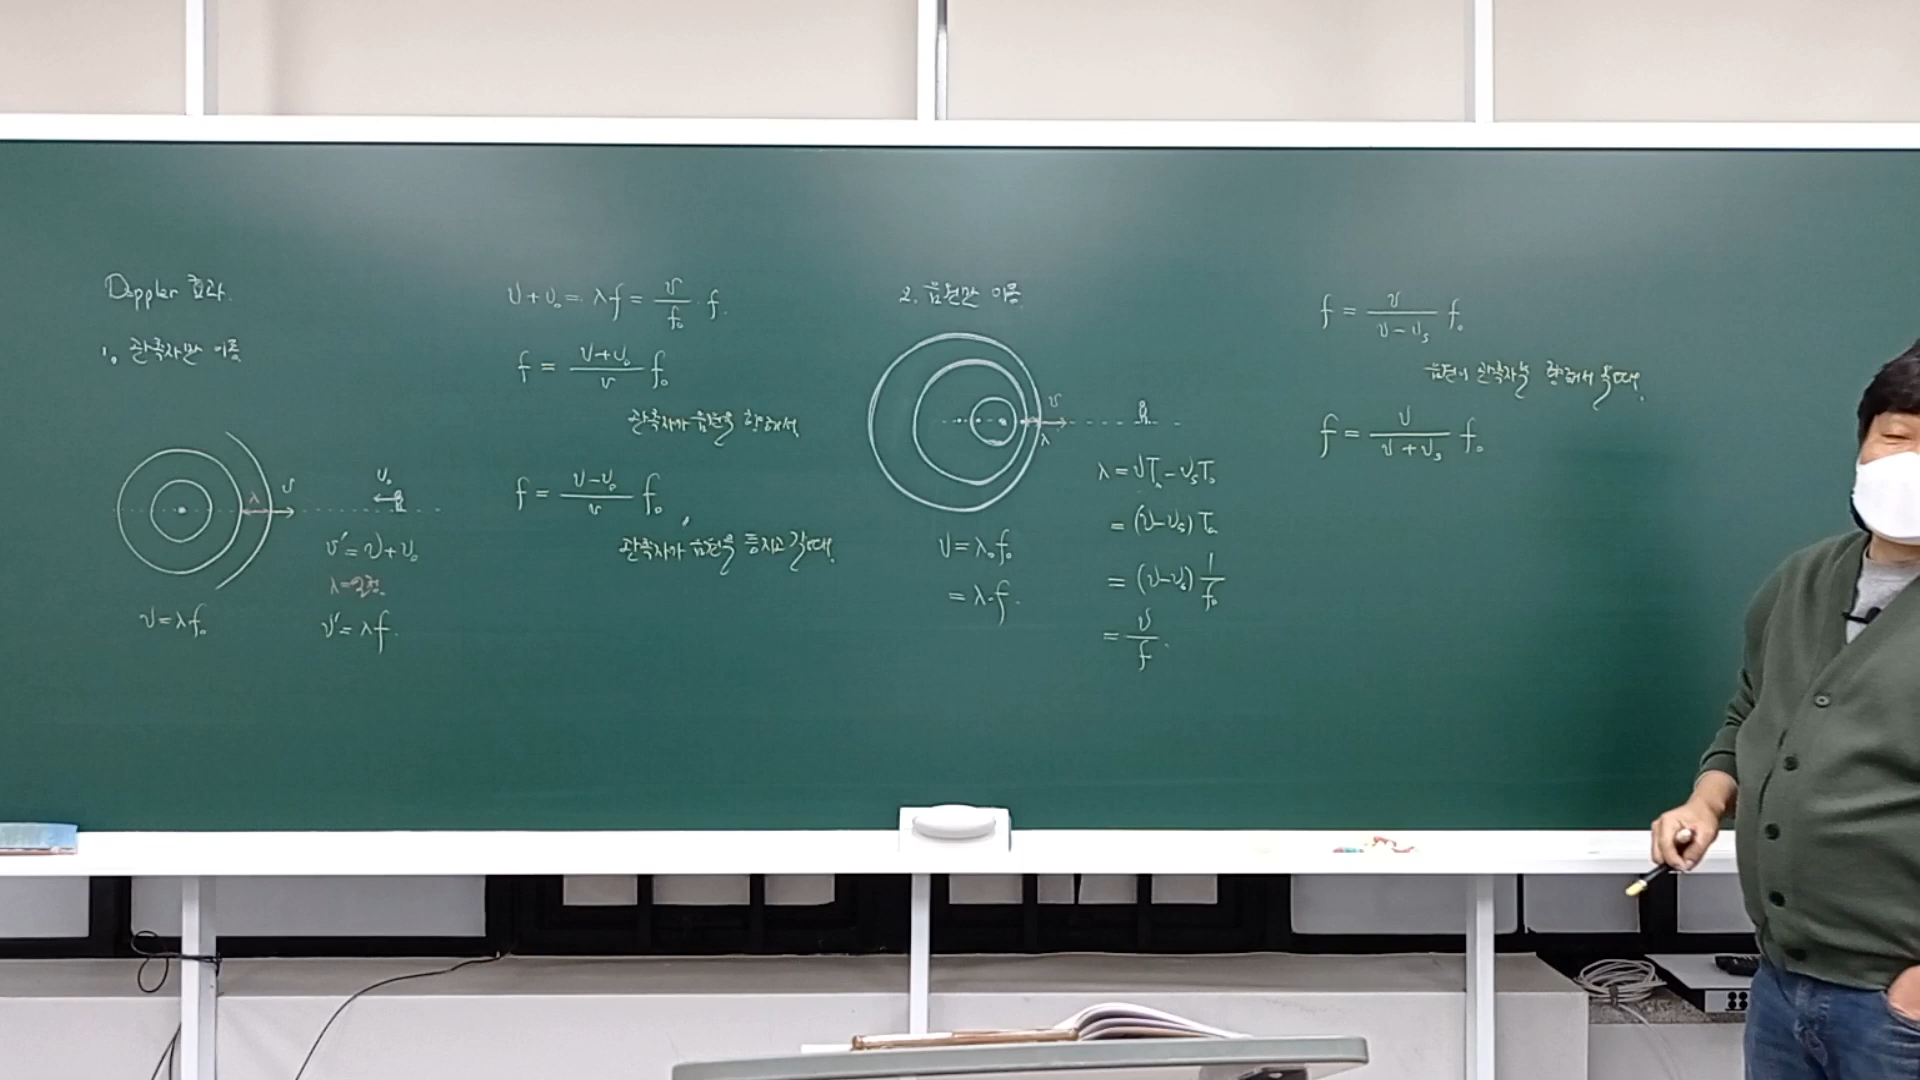 Doppler 효과.
1. 관측자만 이동
λ
v
v₀
v' = v + v₀
λ = 일정.
v = λf₀
v' = λf.
v + v₀ = λf = v/f₀ · f.
f = (v+v₀)/v f₀
관측자가 음원을 향해서
f = (v-v₀)/v f₀
관측자가 음원을 등지고 갈때.
2. 음원만 이동
v
λ
v = λ₀f₀
= λ·f.
λ = vT₀ - vₛT₀
= (v-vₛ)T₀
= (v-vₛ) 1/f₀
= v/f.
f = v/(v-vₛ) f₀
음원이 관측자를 향해서 올때.
f = v/(v+vₛ) f₀